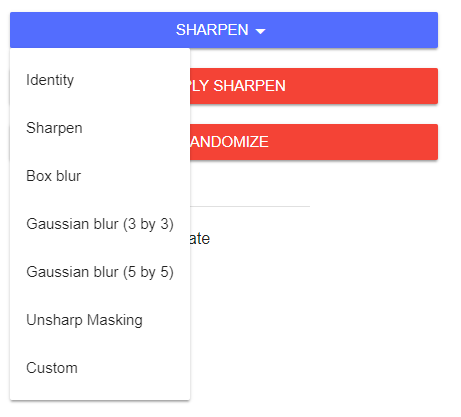 SHARPEN
Identity
PLY SHARPEN
Sharpen
ANDOMIZE
Box blur
Gaussian blur (3 by 3)
ate
Gaussian blur (5 by 5)
Unsharp Masking
Custom